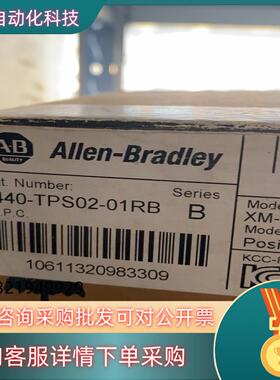 自动化科技
AB
QUALITY
Allen-Bradley
Cat. Number:
440-TPS02-01RB
Series
B
U.P.C.
10611320983309
Mode
XM-
Mode
Posi
KCC-
咨询采购批发可对公开票
客服详情下单采购